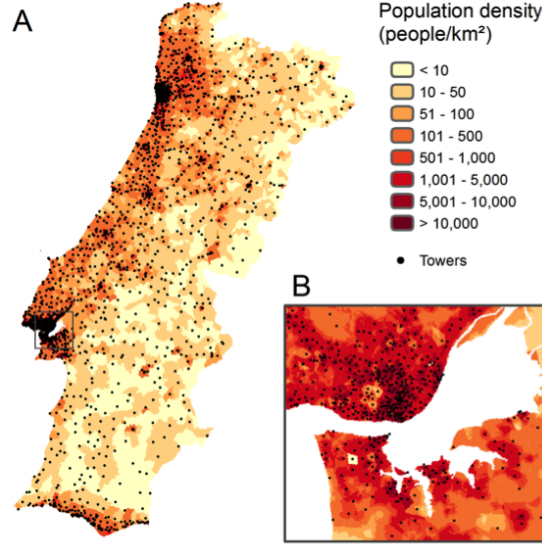 A
Population density
(people/km²)
< 10
10 - 50
51 - 100
101 - 500
501 - 1,000
1,001 - 5,000
5,001 - 10,000
> 10,000
Towers
B